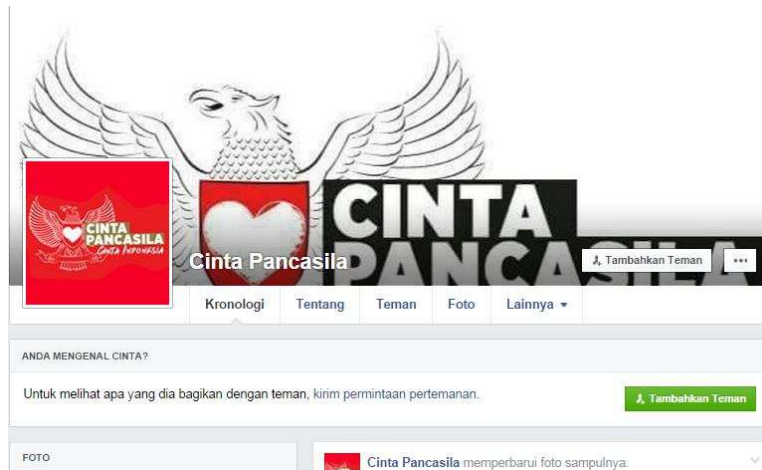 CINTA
PANCASILA
CINTA
PANCASILA
Cinta Indonesia
Cinta Pancasila
Tambahkan Teman
Kronologi Tentang Teman Foto Lainnya
ANDA MENGENAL CINTA?
Untuk melihat apa yang dia bagikan dengan teman, kirim permintaan pertemanan.
Tambahkan Teman
FOTO
Cinta Pancasila memperbarui foto sampulnya.